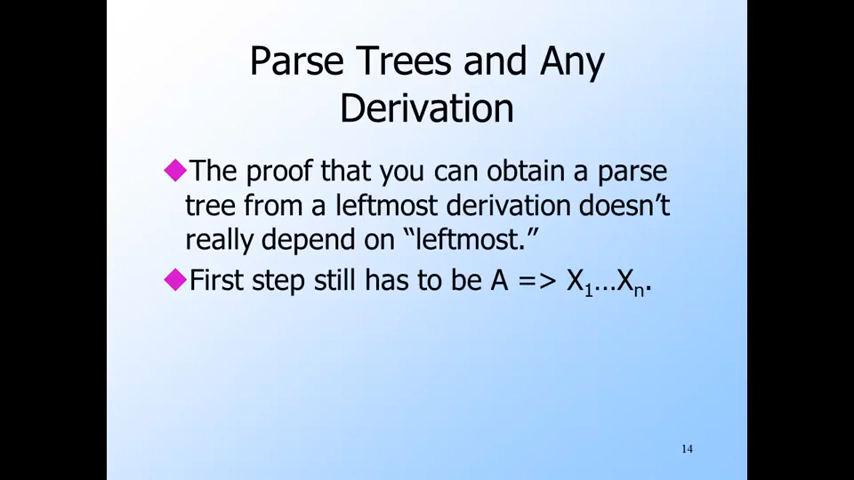 Parse Trees and Any
Derivation
The proof that you can obtain a parse
tree from a leftmost derivation doesn’t
really depend on “leftmost.”
First step still has to be A => X₁…Xₙ.
14